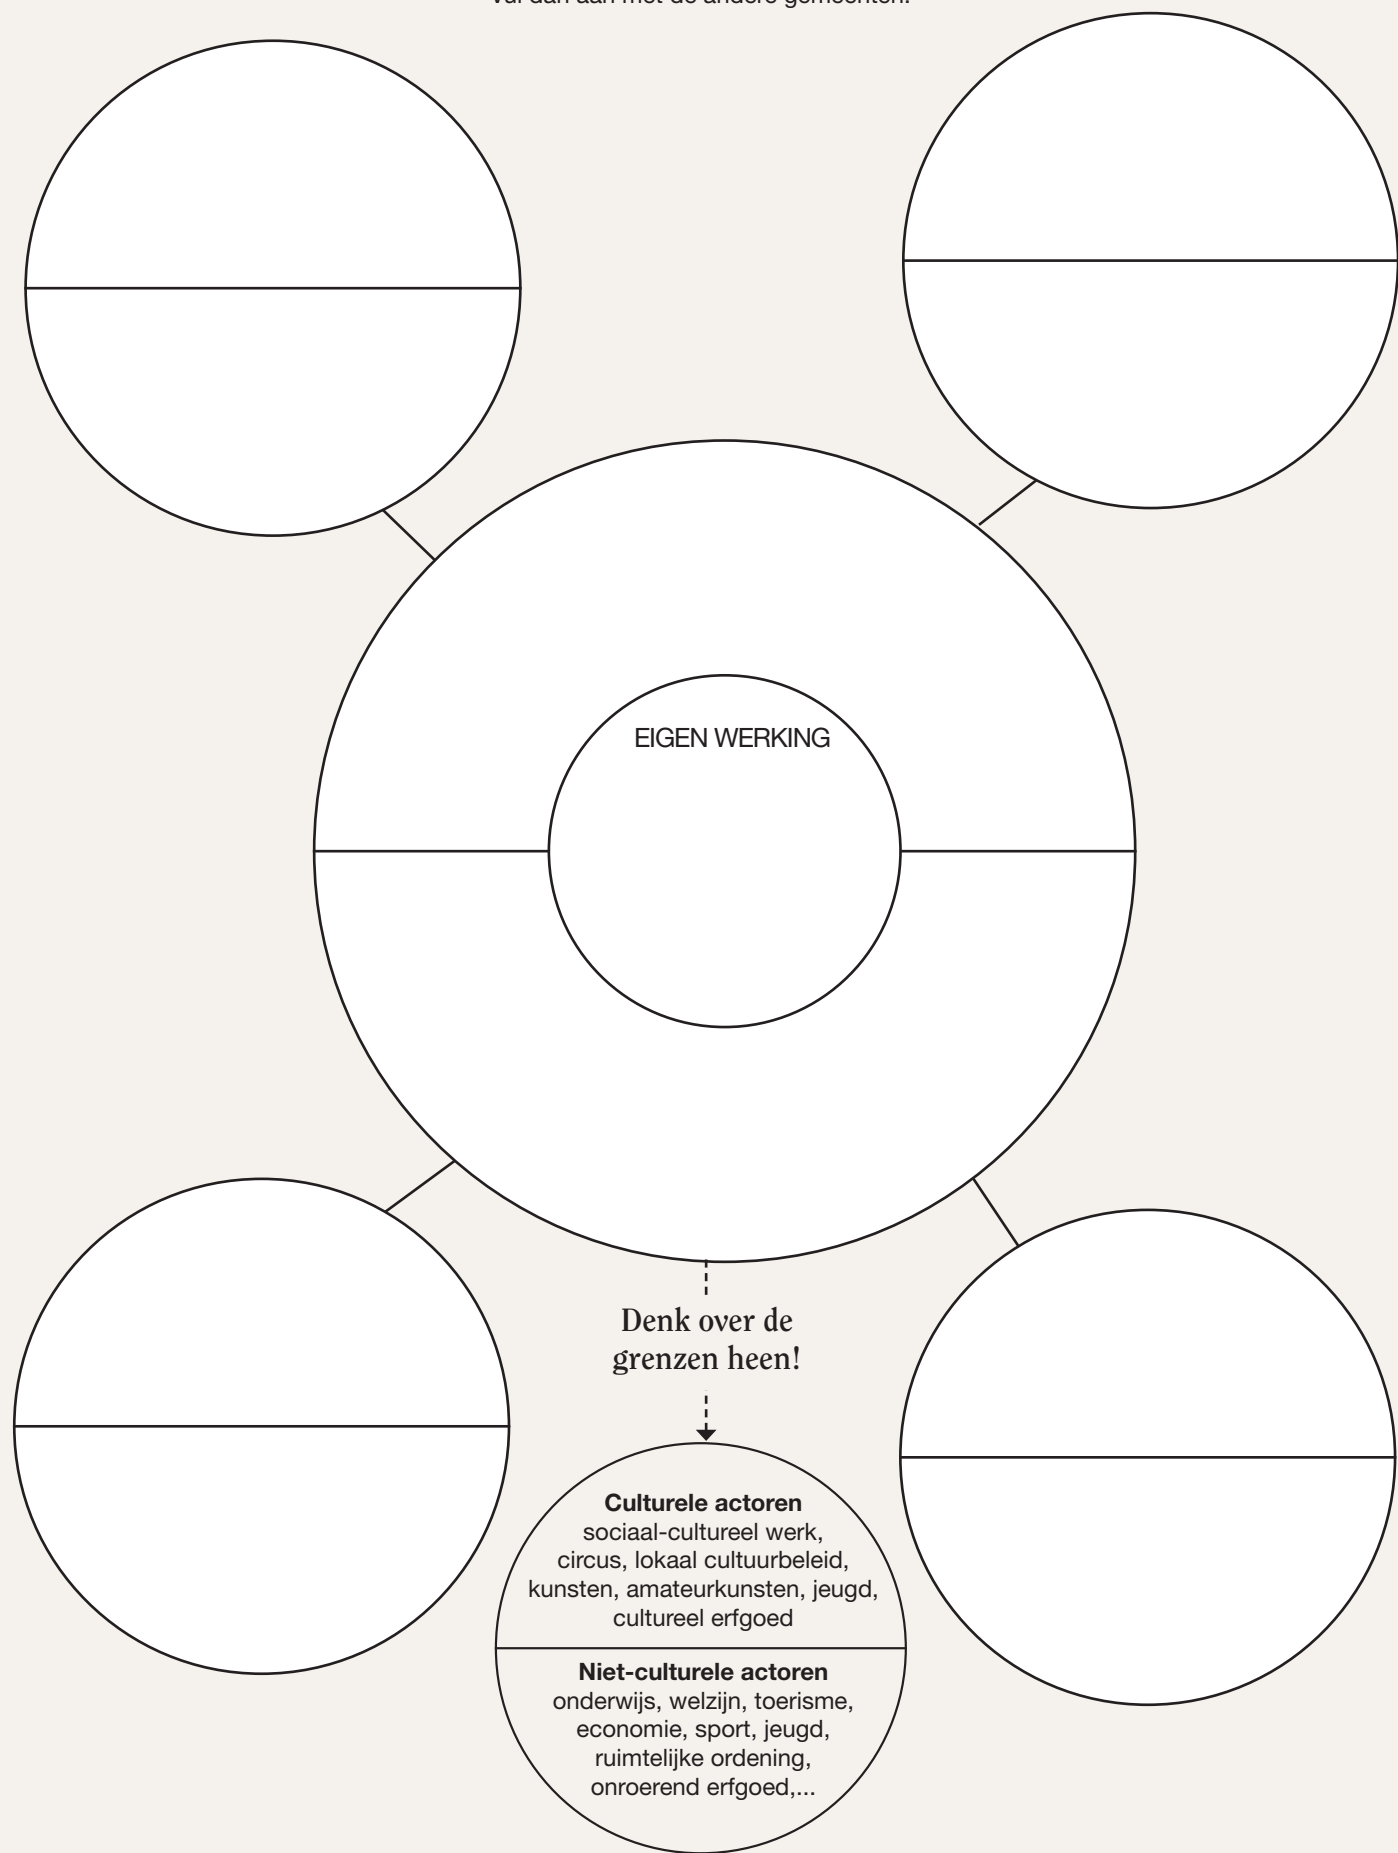 vul dan aan met de andere gemeenten.
EIGEN WERKING
Denk over de
grenzen heen!
Culturele actoren
sociaal-cultureel werk,
circus, lokaal cultuurbeleid,
kunsten, amateurkunsten, jeugd,
cultureel erfgoed
Niet-culturele actoren
onderwijs, welzijn, toerisme,
economie, sport, jeugd,
ruimtelijke ordening,
onroerend erfgoed,...